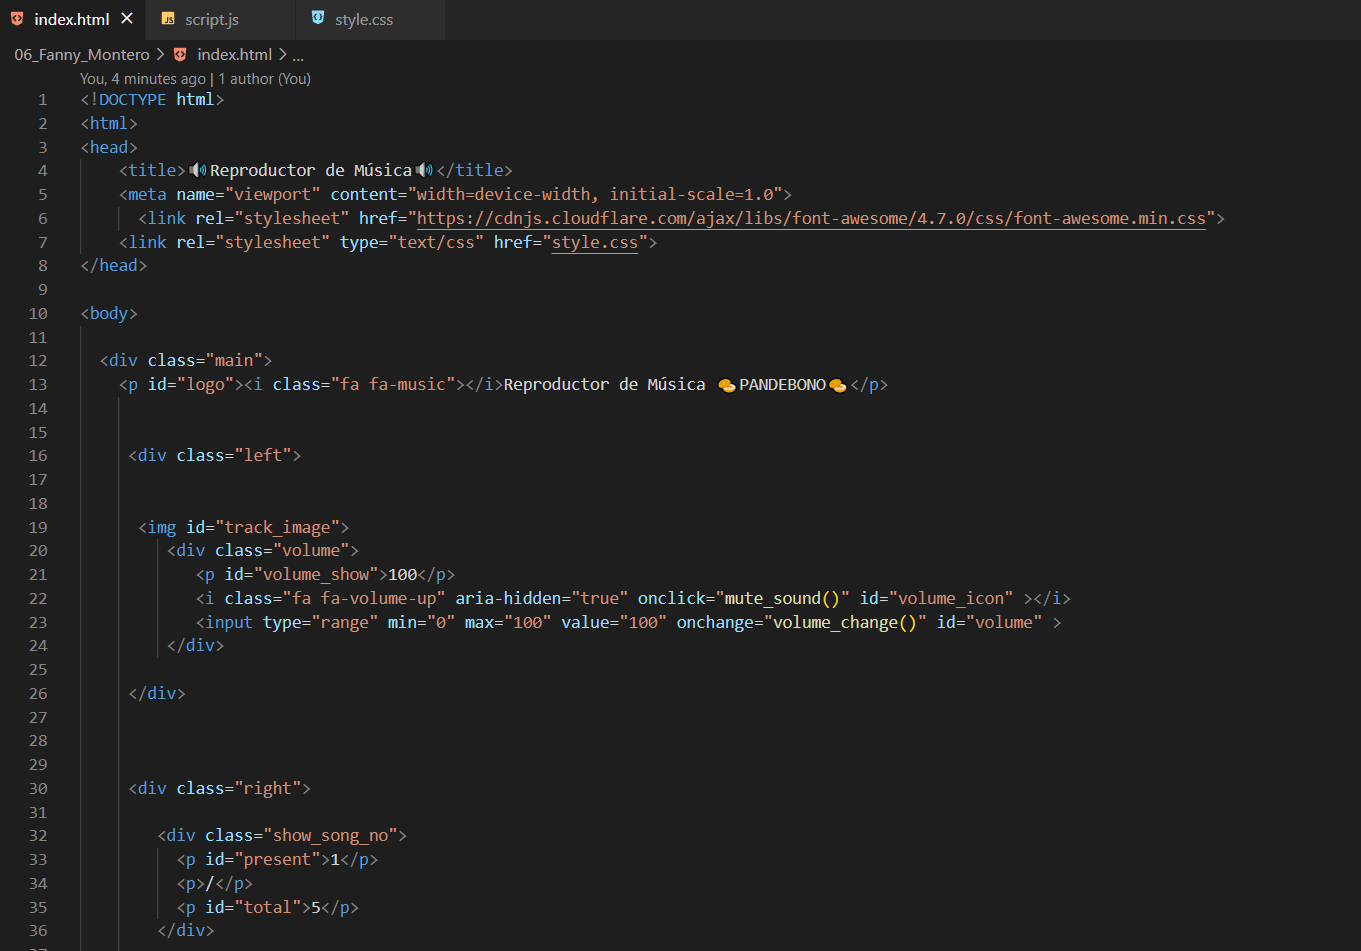 index.html × script.js style.css
06_Fanny_Montero > index.html > ...
You, 4 minutes ago | 1 author (You)
1 <!DOCTYPE html>
2 <html>
3 <head>
4 <title>🔊Reproductor de Música🔊</title>
5 <meta name="viewport" content="width=device-width, initial-scale=1.0">
6 <link rel="stylesheet" href="https://cdnjs.cloudflare.com/ajax/libs/font-awesome/4.7.0/css/font-awesome.min.css">
7 <link rel="stylesheet" type="text/css" href="style.css">
8 </head>
9
10 <body>
11
12 <div class="main">
13 <p id="logo"><i class="fa fa-music"></i>Reproductor de Música 🥯PANDEBONO🥯</p>
14
15
16 <div class="left">
17
18
19 <img id="track_image">
20 <div class="volume">
21 <p id="volume_show">100</p>
22 <i class="fa fa-volume-up" aria-hidden="true" onclick="mute_sound()" id="volume_icon" ></i>
23 <input type="range" min="0" max="100" value="100" onchange="volume_change()" id="volume" >
24 </div>
25
26 </div>
27
28
29
30 <div class="right">
31
32 <div class="show_song_no">
33 <p id="present">1</p>
34 <p>/</p>
35 <p id="total">5</p>
36 </div>